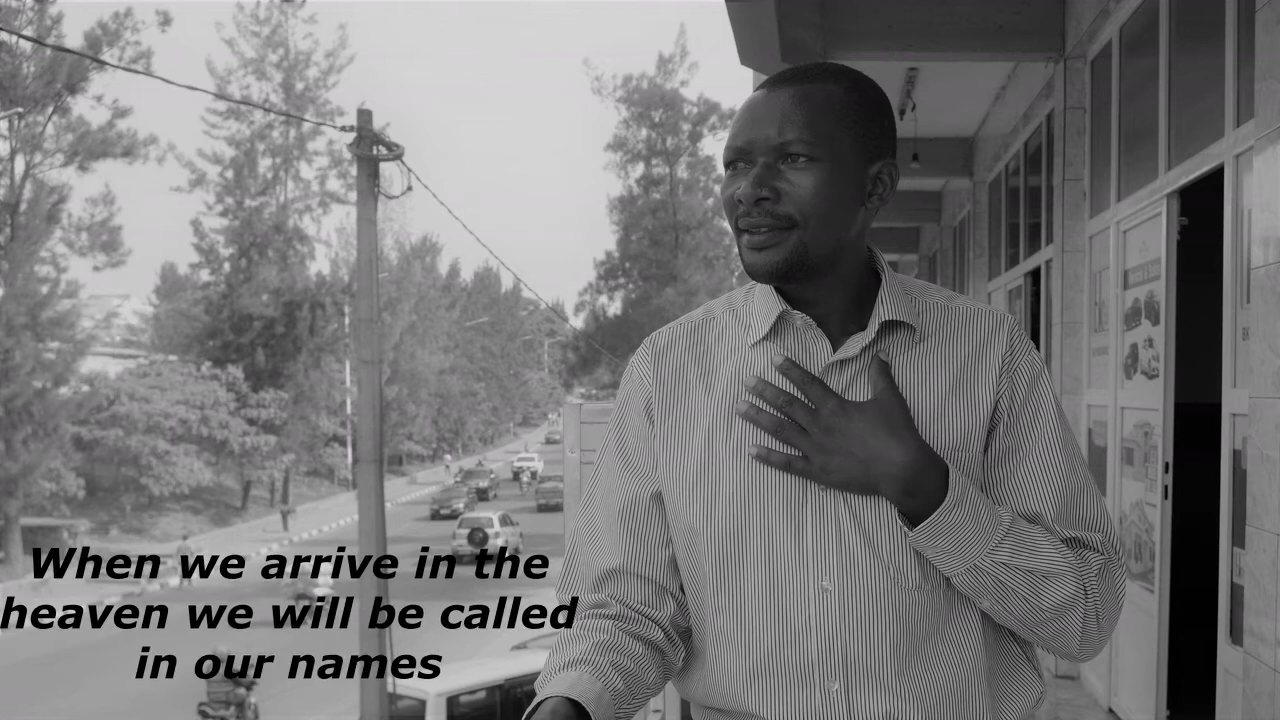 When we arrive in the
heaven we will be called
in our names